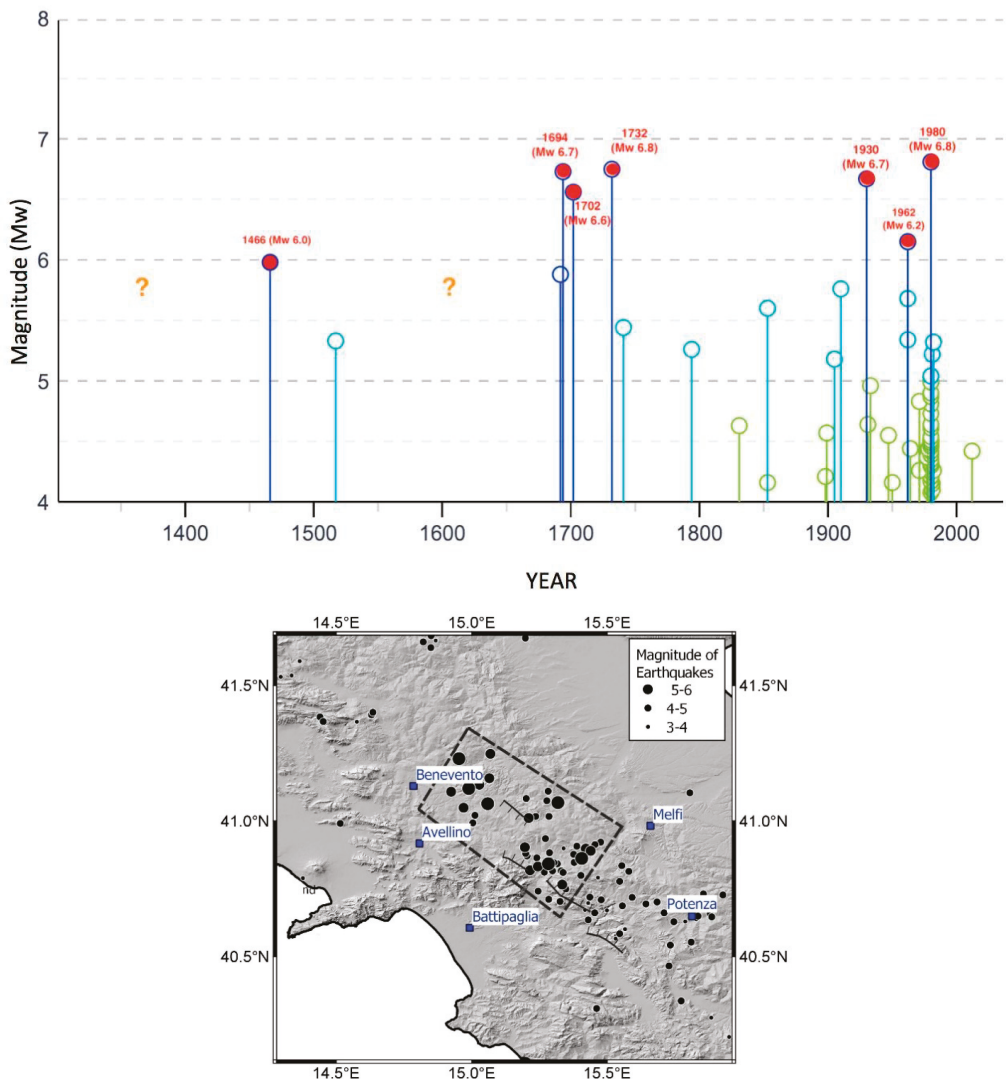 8
7
6
5
4
Magnitude (Mw)
1694
(Mw 6.7)
1732
(Mw 6.8)
1930
(Mw 6.7)
1980
(Mw 6.8)
1702
(Mw 6.6)
1962
(Mw 6.2)
1466 (Mw 6.0)
? ?
1400 1500 1600 1700 1800 1900 2000
YEAR
14.5°E 15.0°E 15.5°E
Magnitude of
Earthquakes
5-6
4-5
3-4
41.5°N 41.5°N
Benevento
Melfi
41.0°N 41.0°N
Avellino
nd
Potenza
Battipaglia
40.5°N 40.5°N
14.5°E 15.0°E 15.5°E